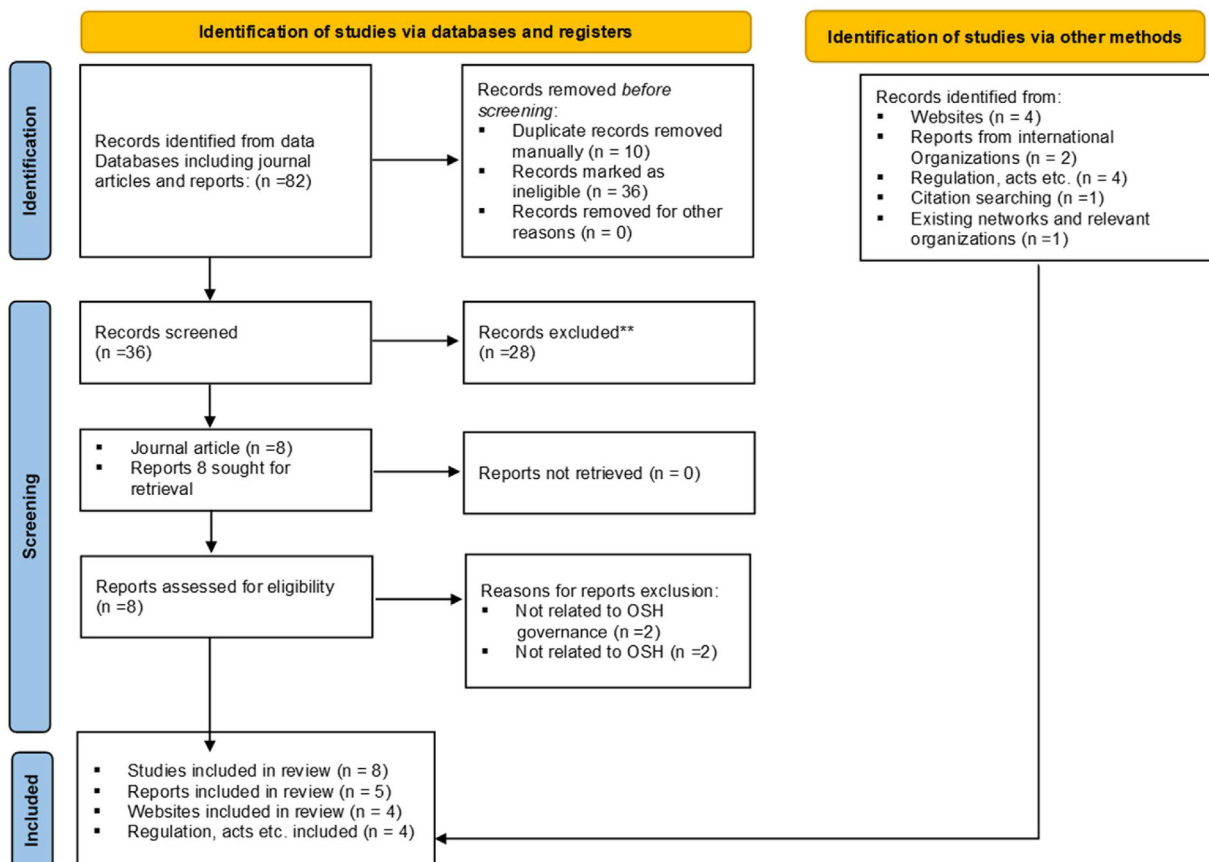 Identification of studies via databases and registers
Identification of studies via other methods
Identification
Records identified from data
Databases including journal
articles and reports: (n =82)
Records removed before
screening:
▪ Duplicate records removed
manually (n = 10)
▪ Records marked as
ineligible (n = 36)
▪ Records removed for other
reasons (n = 0)
Records identified from:
▪ Websites (n = 4)
▪ Reports from international
Organizations (n = 2)
▪ Regulation, acts etc. (n = 4)
▪ Citation searching (n =1)
▪ Existing networks and relevant
organizations (n =1)
Screening
Records screened
(n =36)
Records excluded**
(n =28)
▪ Journal article (n =8)
▪ Reports 8 sought for
retrieval
Reports not retrieved (n = 0)
Reports assessed for eligibility
(n =8)
Reasons for reports exclusion:
▪ Not related to OSH
governance (n =2)
▪ Not related to OSH (n =2)
Included
▪ Studies included in review (n = 8)
▪ Reports included in review (n = 5)
▪ Websites included in review (n = 4)
▪ Regulation, acts etc. included (n = 4)